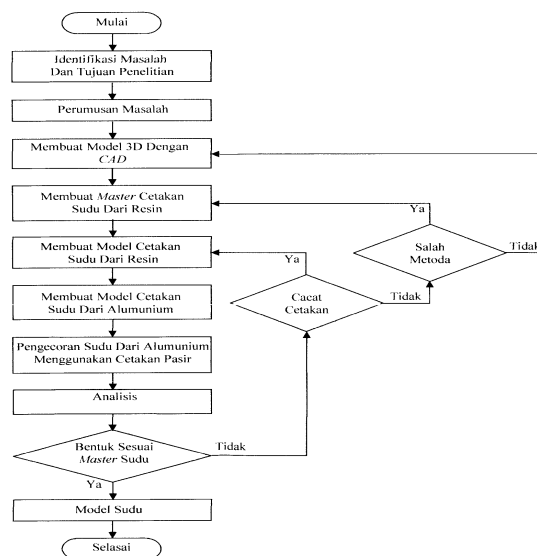 Mulai
Identifikasi Masalah
Dan Tujuan Penelitian
Perumusan Masalah
Membuat Model 3D Dengan
CAD
Membuat Master Cetakan
Sudu Dari Resin
Ya
Membuat Model Cetakan
Sudu Dari Resin
Ya
Salah
Metoda
Tidak
Membuat Model Cetakan
Sudu Dari Alumunium
Cacat
Cetakan
Tidak
Pengecoran Sudu Dari Alumunium
Menggunakan Cetakan Pasir
Analisis
Bentuk Sesuai
Master Sudu
Tidak
Ya
Model Sudu
Selasai